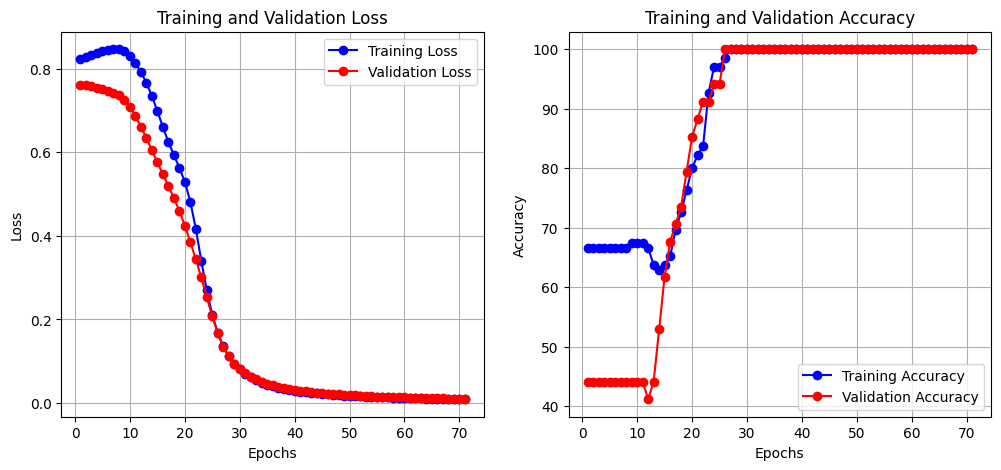 Training and Validation Loss
Training Loss
Validation Loss
Loss
0.8
0.6
0.4
0.2
0.0
0 10 20 30 40 50 60 70
Epochs
Training and Validation Accuracy
Accuracy
100
90
80
70
60
50
40
Training Accuracy
Validation Accuracy
0 10 20 30 40 50 60 70
Epochs